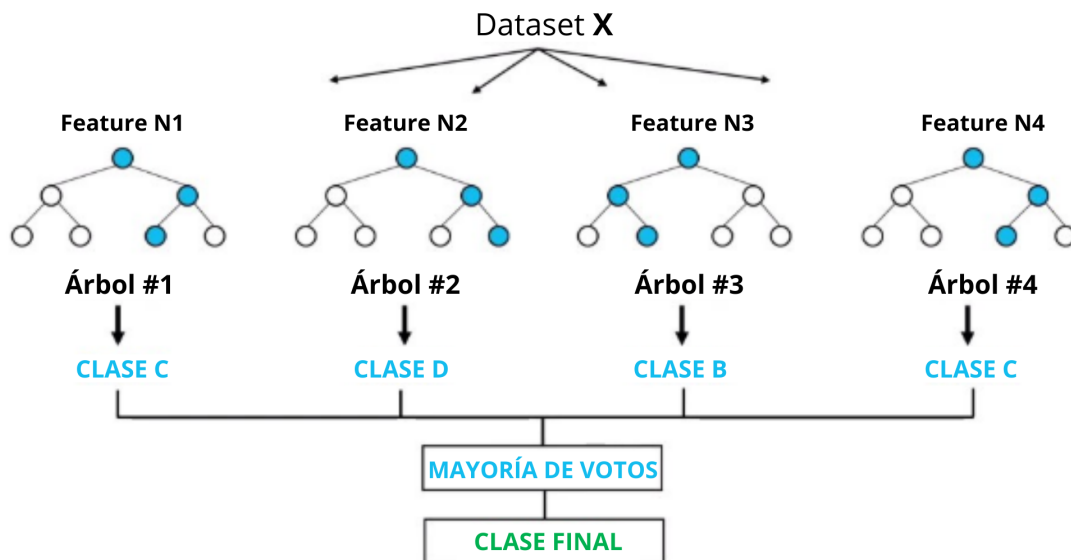 Dataset X
Feature N1
Feature N2
Feature N3
Feature N4
Árbol #1
Árbol #2
Árbol #3
Árbol #4
CLASE C
CLASE D
CLASE B
CLASE C
MAYORÍA DE VOTOS
CLASE FINAL